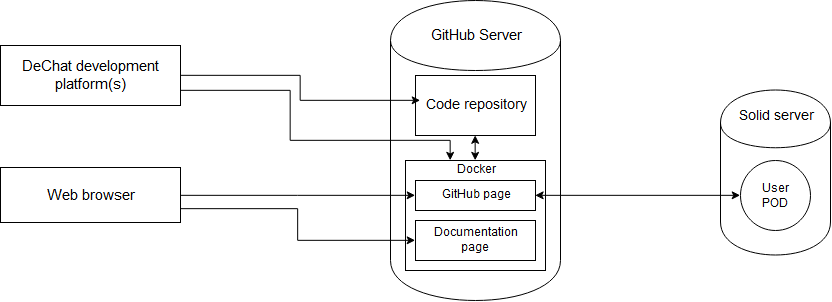 GitHub Server
DeChat development
platform(s)
Code repository
Solid server
Docker
Web browser
GitHub page
User
POD
Documentation
page